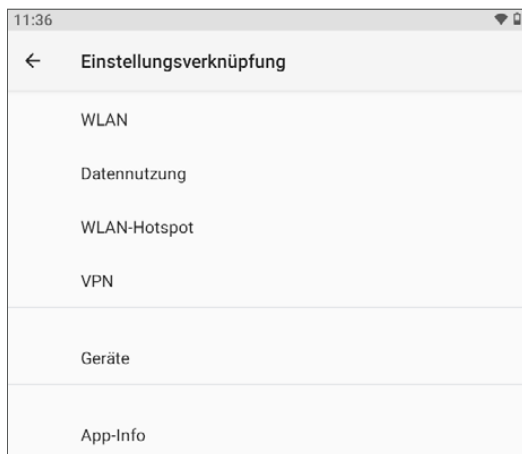 11:36
Einstellungsverknüpfung
WLAN
Datennutzung
WLAN-Hotspot
VPN
Geräte
App-Info